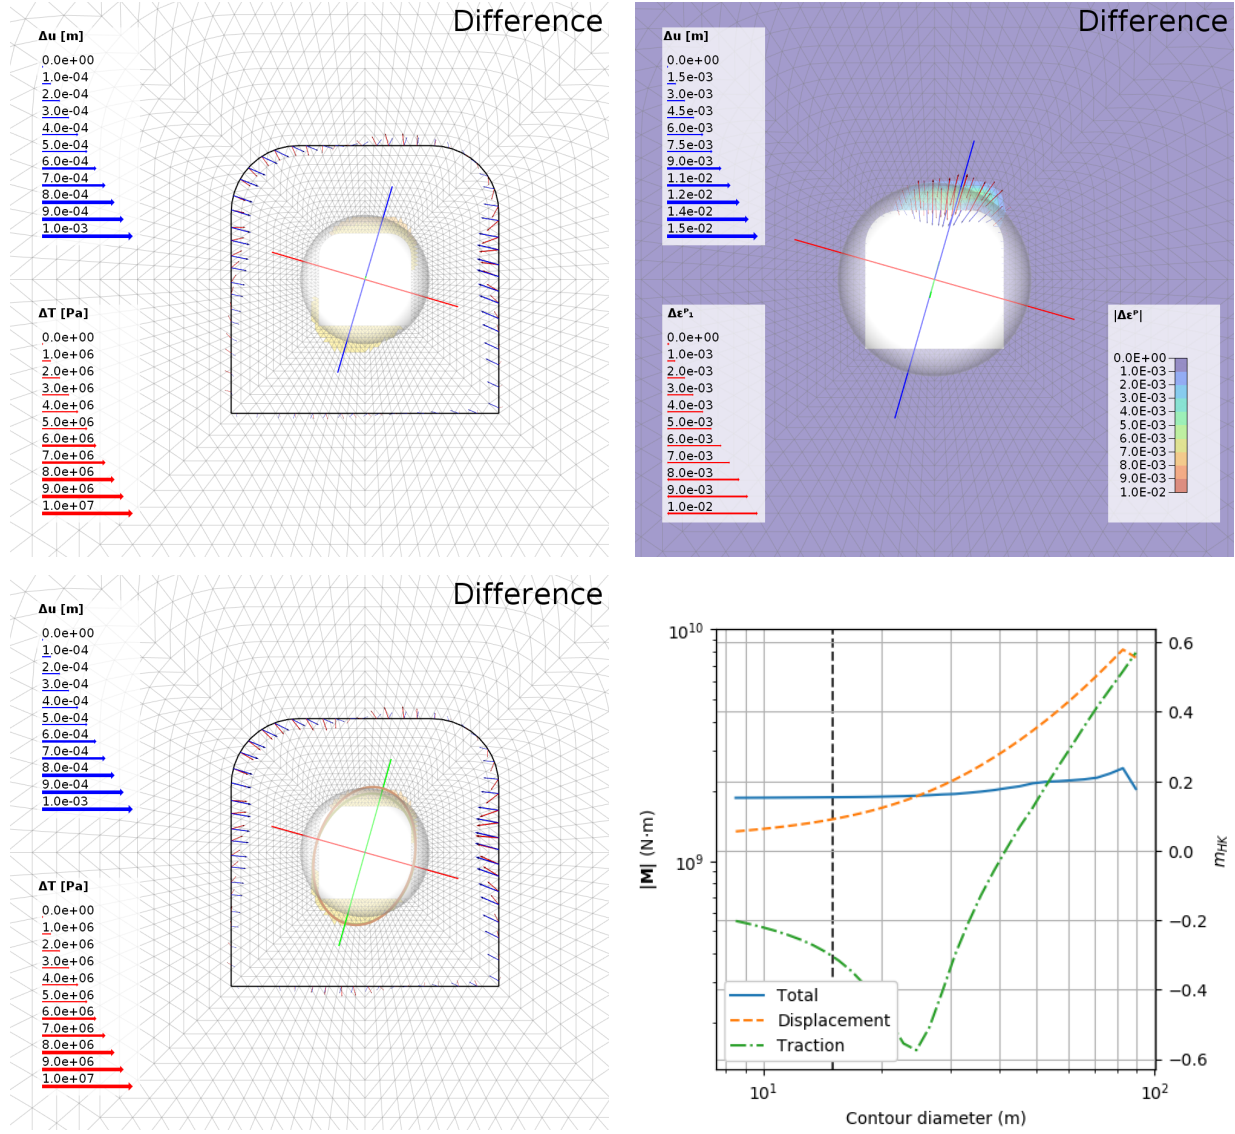 Difference
Δu [m]
0.0e+00
1.0e-04
2.0e-04
3.0e-04
4.0e-04
5.0e-04
6.0e-04
7.0e-04
8.0e-04
9.0e-04
1.0e-03
ΔT [Pa]
0.0e+00
1.0e+06
2.0e+06
3.0e+06
4.0e+06
5.0e+06
6.0e+06
7.0e+06
8.0e+06
9.0e+06
1.0e+07
Difference
Δu [m]
0.0e+00
1.5e-03
3.0e-03
4.5e-03
6.0e-03
7.5e-03
9.0e-03
1.1e-02
1.2e-02
1.4e-02
1.5e-02
Δεᵖ₁
0.0e+00
1.0e-03
2.0e-03
3.0e-03
4.0e-03
5.0e-03
6.0e-03
7.0e-03
8.0e-03
9.0e-03
1.0e-02
|Δεᵖ|
0.0E+00
1.0E-03
2.0E-03
3.0E-03
4.0E-03
5.0E-03
6.0E-03
7.0E-03
8.0E-03
9.0E-03
1.0E-02
Difference
Δu [m]
0.0e+00
1.0e-04
2.0e-04
3.0e-04
4.0e-04
5.0e-04
6.0e-04
7.0e-04
8.0e-04
9.0e-04
1.0e-03
ΔT [Pa]
0.0e+00
1.0e+06
2.0e+06
3.0e+06
4.0e+06
5.0e+06
6.0e+06
7.0e+06
8.0e+06
9.0e+06
1.0e+07
10¹⁰
10⁹
|M| (N·m)
0.6
0.4
0.2
0.0
−0.2
−0.4
−0.6
m_HK
Total
Displacement
Traction
10¹
10²
Contour diameter (m)